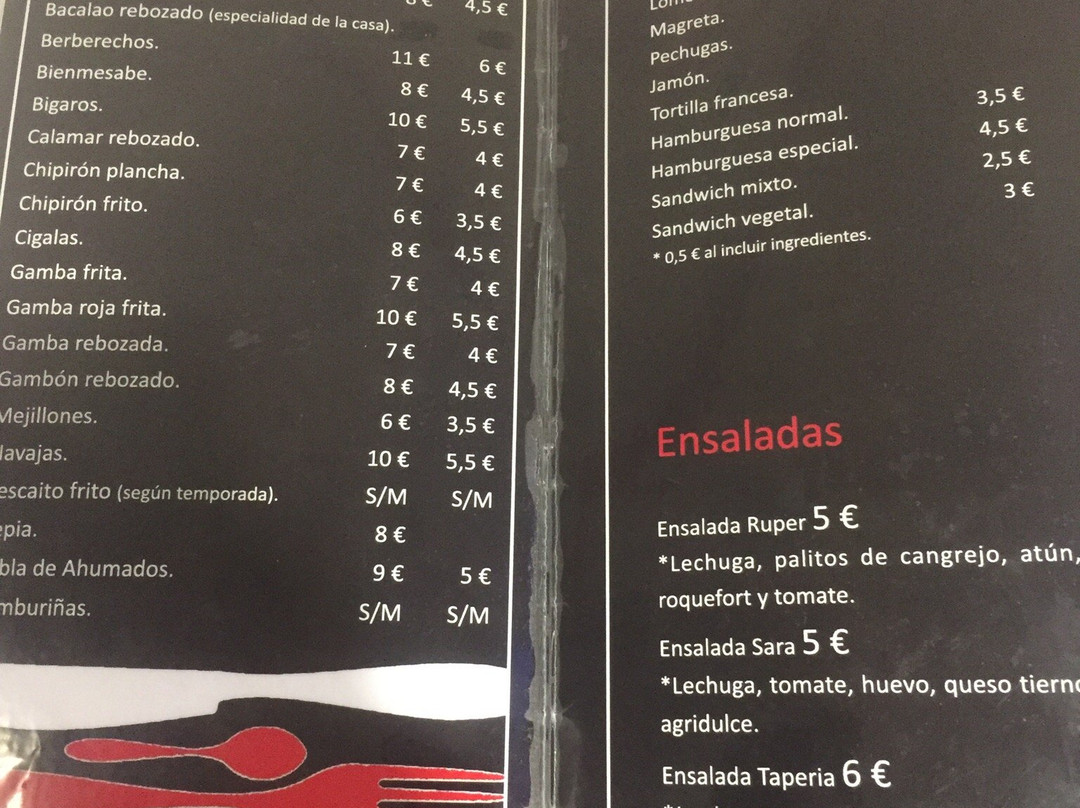 4,5 €
Bacalao rebozado (especialidad de la casa).
Berberechos. 11 € 6 €
Bienmesabe. 8 € 4,5 €
Bigaros. 10 € 5,5 €
Calamar rebozado. 7 € 4 €
Chipirón plancha. 7 € 4 €
Chipirón frito. 6 € 3,5 €
Cigalas. 8 € 4,5 €
Gamba frita. 7 € 4 €
Gamba roja frita. 10 € 5,5 €
Gamba rebozada. 7 € 4 €
Gambón rebozado. 8 € 4,5 €
Mejillones. 6 € 3,5 €
avajas. 10 € 5,5 €
escaito frito (según temporada). S/M S/M
epia. 8 €
bla de Ahumados. 9 € 5 €
mburiñas. S/M S/M
Magreta.
Pechugas.
Jamón.
Tortilla francesa.
Hamburguesa normal. 3,5 €
Hamburguesa especial. 4,5 €
Sandwich mixto. 2,5 €
Sandwich vegetal. 3 €
* 0,5 € al incluir ingredientes.
Ensaladas
Ensalada Ruper 5 €
*Lechuga, palitos de cangrejo, atún,
roquefort y tomate.
Ensalada Sara 5 €
*Lechuga, tomate, huevo, queso tierno
agridulce.
Ensalada Taperia 6 €